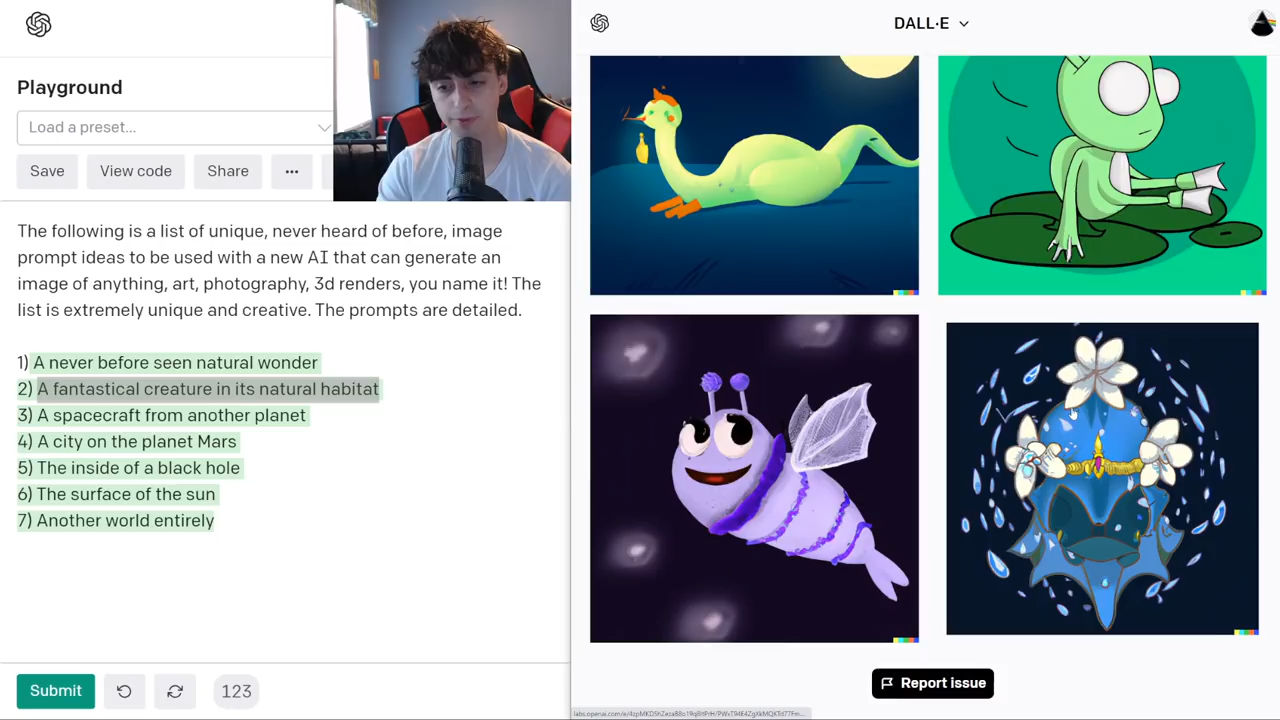 DALL·E
Playground
Load a preset...
Save
View code
Share
...
The following is a list of unique, never heard of before, image
prompt ideas to be used with a new AI that can generate an
image of anything, art, photography, 3d renders, you name it! The
list is extremely unique and creative. The prompts are detailed.
1) A never before seen natural wonder
2) A fantastical creature in its natural habitat
3) A spacecraft from another planet
4) A city on the planet Mars
5) The inside of a black hole
6) The surface of the sun
7) Another world entirely
Submit
123
Report issue